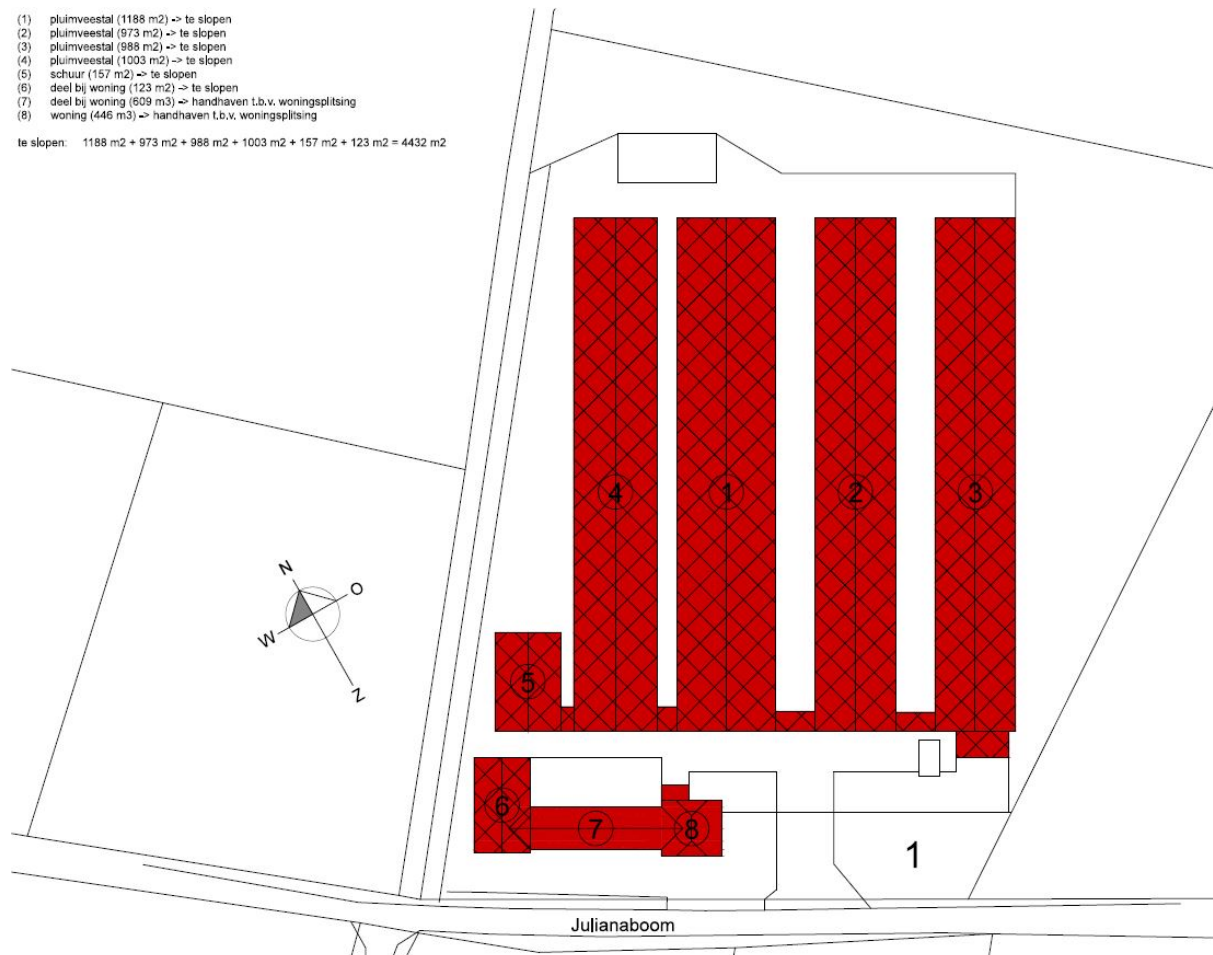 (1) pluimveestal (1188 m2) -> te slopen
(2) pluimveestal (973 m2) -> te slopen
(3) pluimveestal (988 m2) -> te slopen
(4) pluimveestal (1003 m2) -> te slopen
(5) schuur (157 m2) -> te slopen
(6) deel bij woning (123 m2) -> te slopen
(7) deel bij woning (609 m3) -> handhaven t.b.v. woningsplitsing
(8) woning (446 m3) -> handhaven t.b.v. woningsplitsing
te slopen: 1188 m2 + 973 m2 + 988 m2 + 1003 m2 + 157 m2 + 123 m2 = 4432 m2
4
1
2
3
N
O
W
Z
5
6
7
8
1
Julianaboom